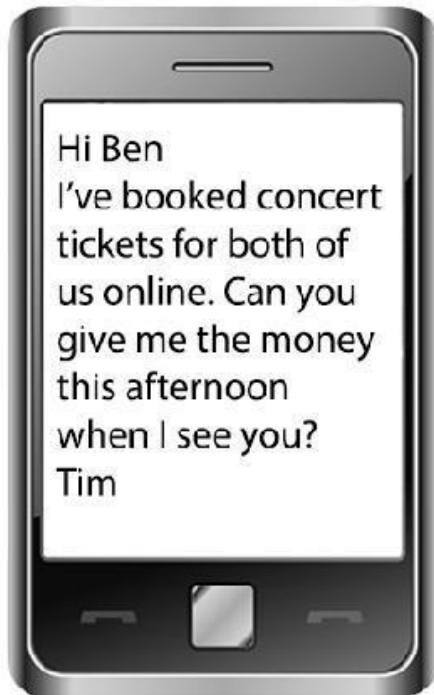 Hi Ben
I've booked concert
tickets for both of
us online. Can you
give me the money
this afternoon
when I see you?
Tim